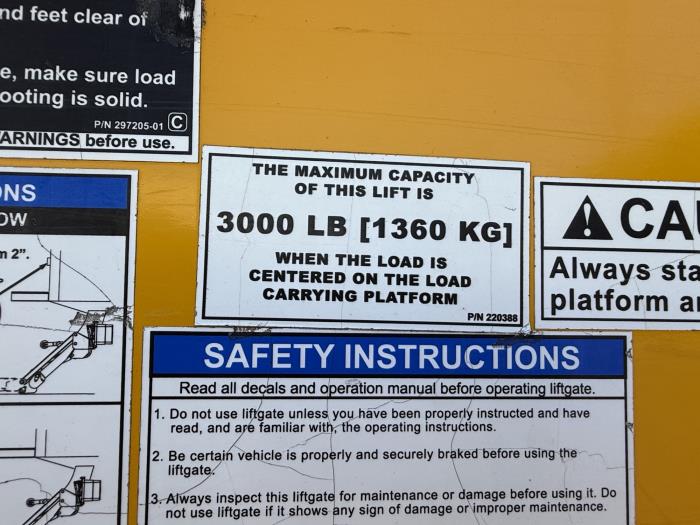 nd feet clear of
e, make sure load
ooting is solid.
P/N 297205-01 C
ARNINGS before use.
ONS
OW
m 2".
THE MAXIMUM CAPACITY
OF THIS LIFT IS
3000 LB [1360 KG]
WHEN THE LOAD IS
CENTERED ON THE LOAD
CARRYING PLATFORM
P/N 220388
CAU
Always sta
platform a
SAFETY INSTRUCTIONS
Read all decals and operation manual before operating liftgate.
1. Do not use liftgate unless you have been properly instructed and have
read, and are familiar with, the operating instructions.
2. Be certain vehicle is properly and securely braked before using the
liftgate.
3. Always inspect this liftgate for maintenance or damage before using it. Do
not use liftgate if it shows any sign of damage or improper maintenance.